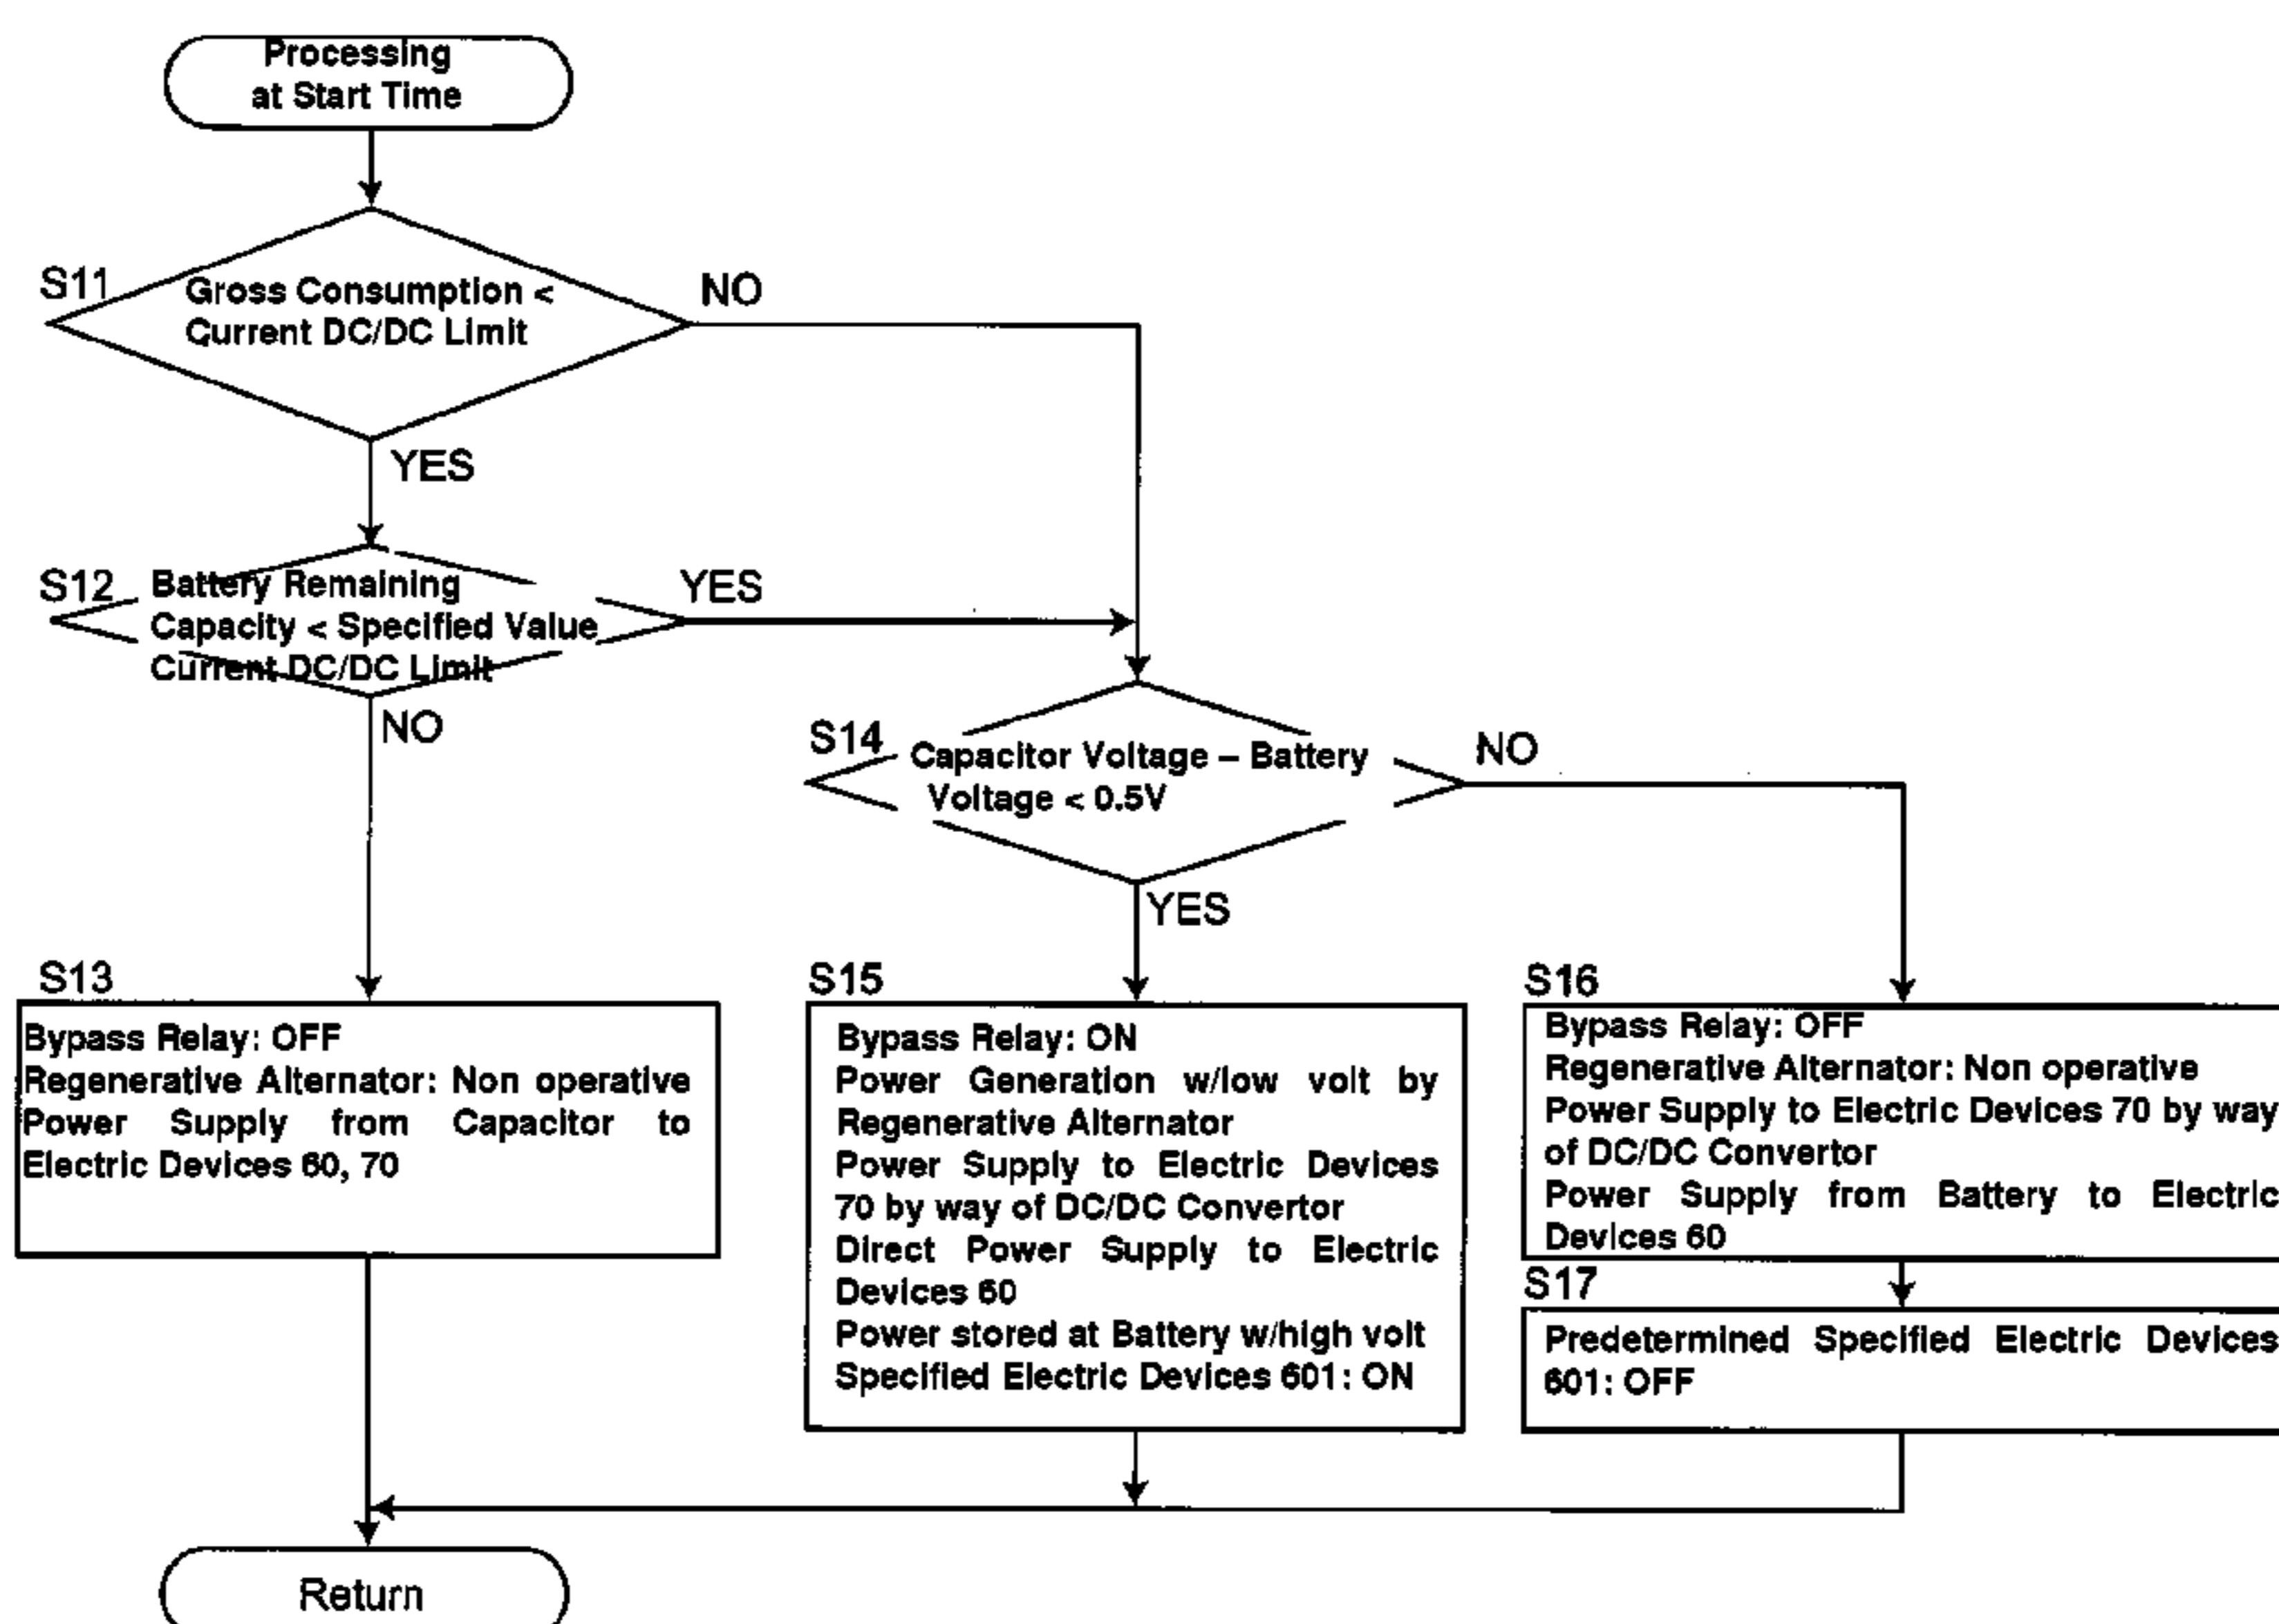 Processing
at Start Time
S11
Gross Consumption <
Current DC/DC Limit
NO
YES
S12
Battery Remaining
Capacity < Specified Value
Current DC/DC Limit
YES
NO
S14
Capacitor Voltage – Battery
Voltage < 0.5V
NO
YES
S13
Bypass Relay: OFF
Regenerative Alternator: Non operative
Power Supply from Capacitor to
Electric Devices 60, 70
S15
Bypass Relay: ON
Power Generation w/low volt by
Regenerative Alternator
Power Supply to Electric Devices
70 by way of DC/DC Convertor
Direct Power Supply to Electric
Devices 60
Power stored at Battery w/high volt
Specified Electric Devices 601: ON
S16
Bypass Relay: OFF
Regenerative Alternator: Non operative
Power Supply to Electric Devices 70 by way
of DC/DC Convertor
Power Supply from Battery to Electric
Devices 60
S17
Predetermined Specified Electric Devices
601: OFF
Return